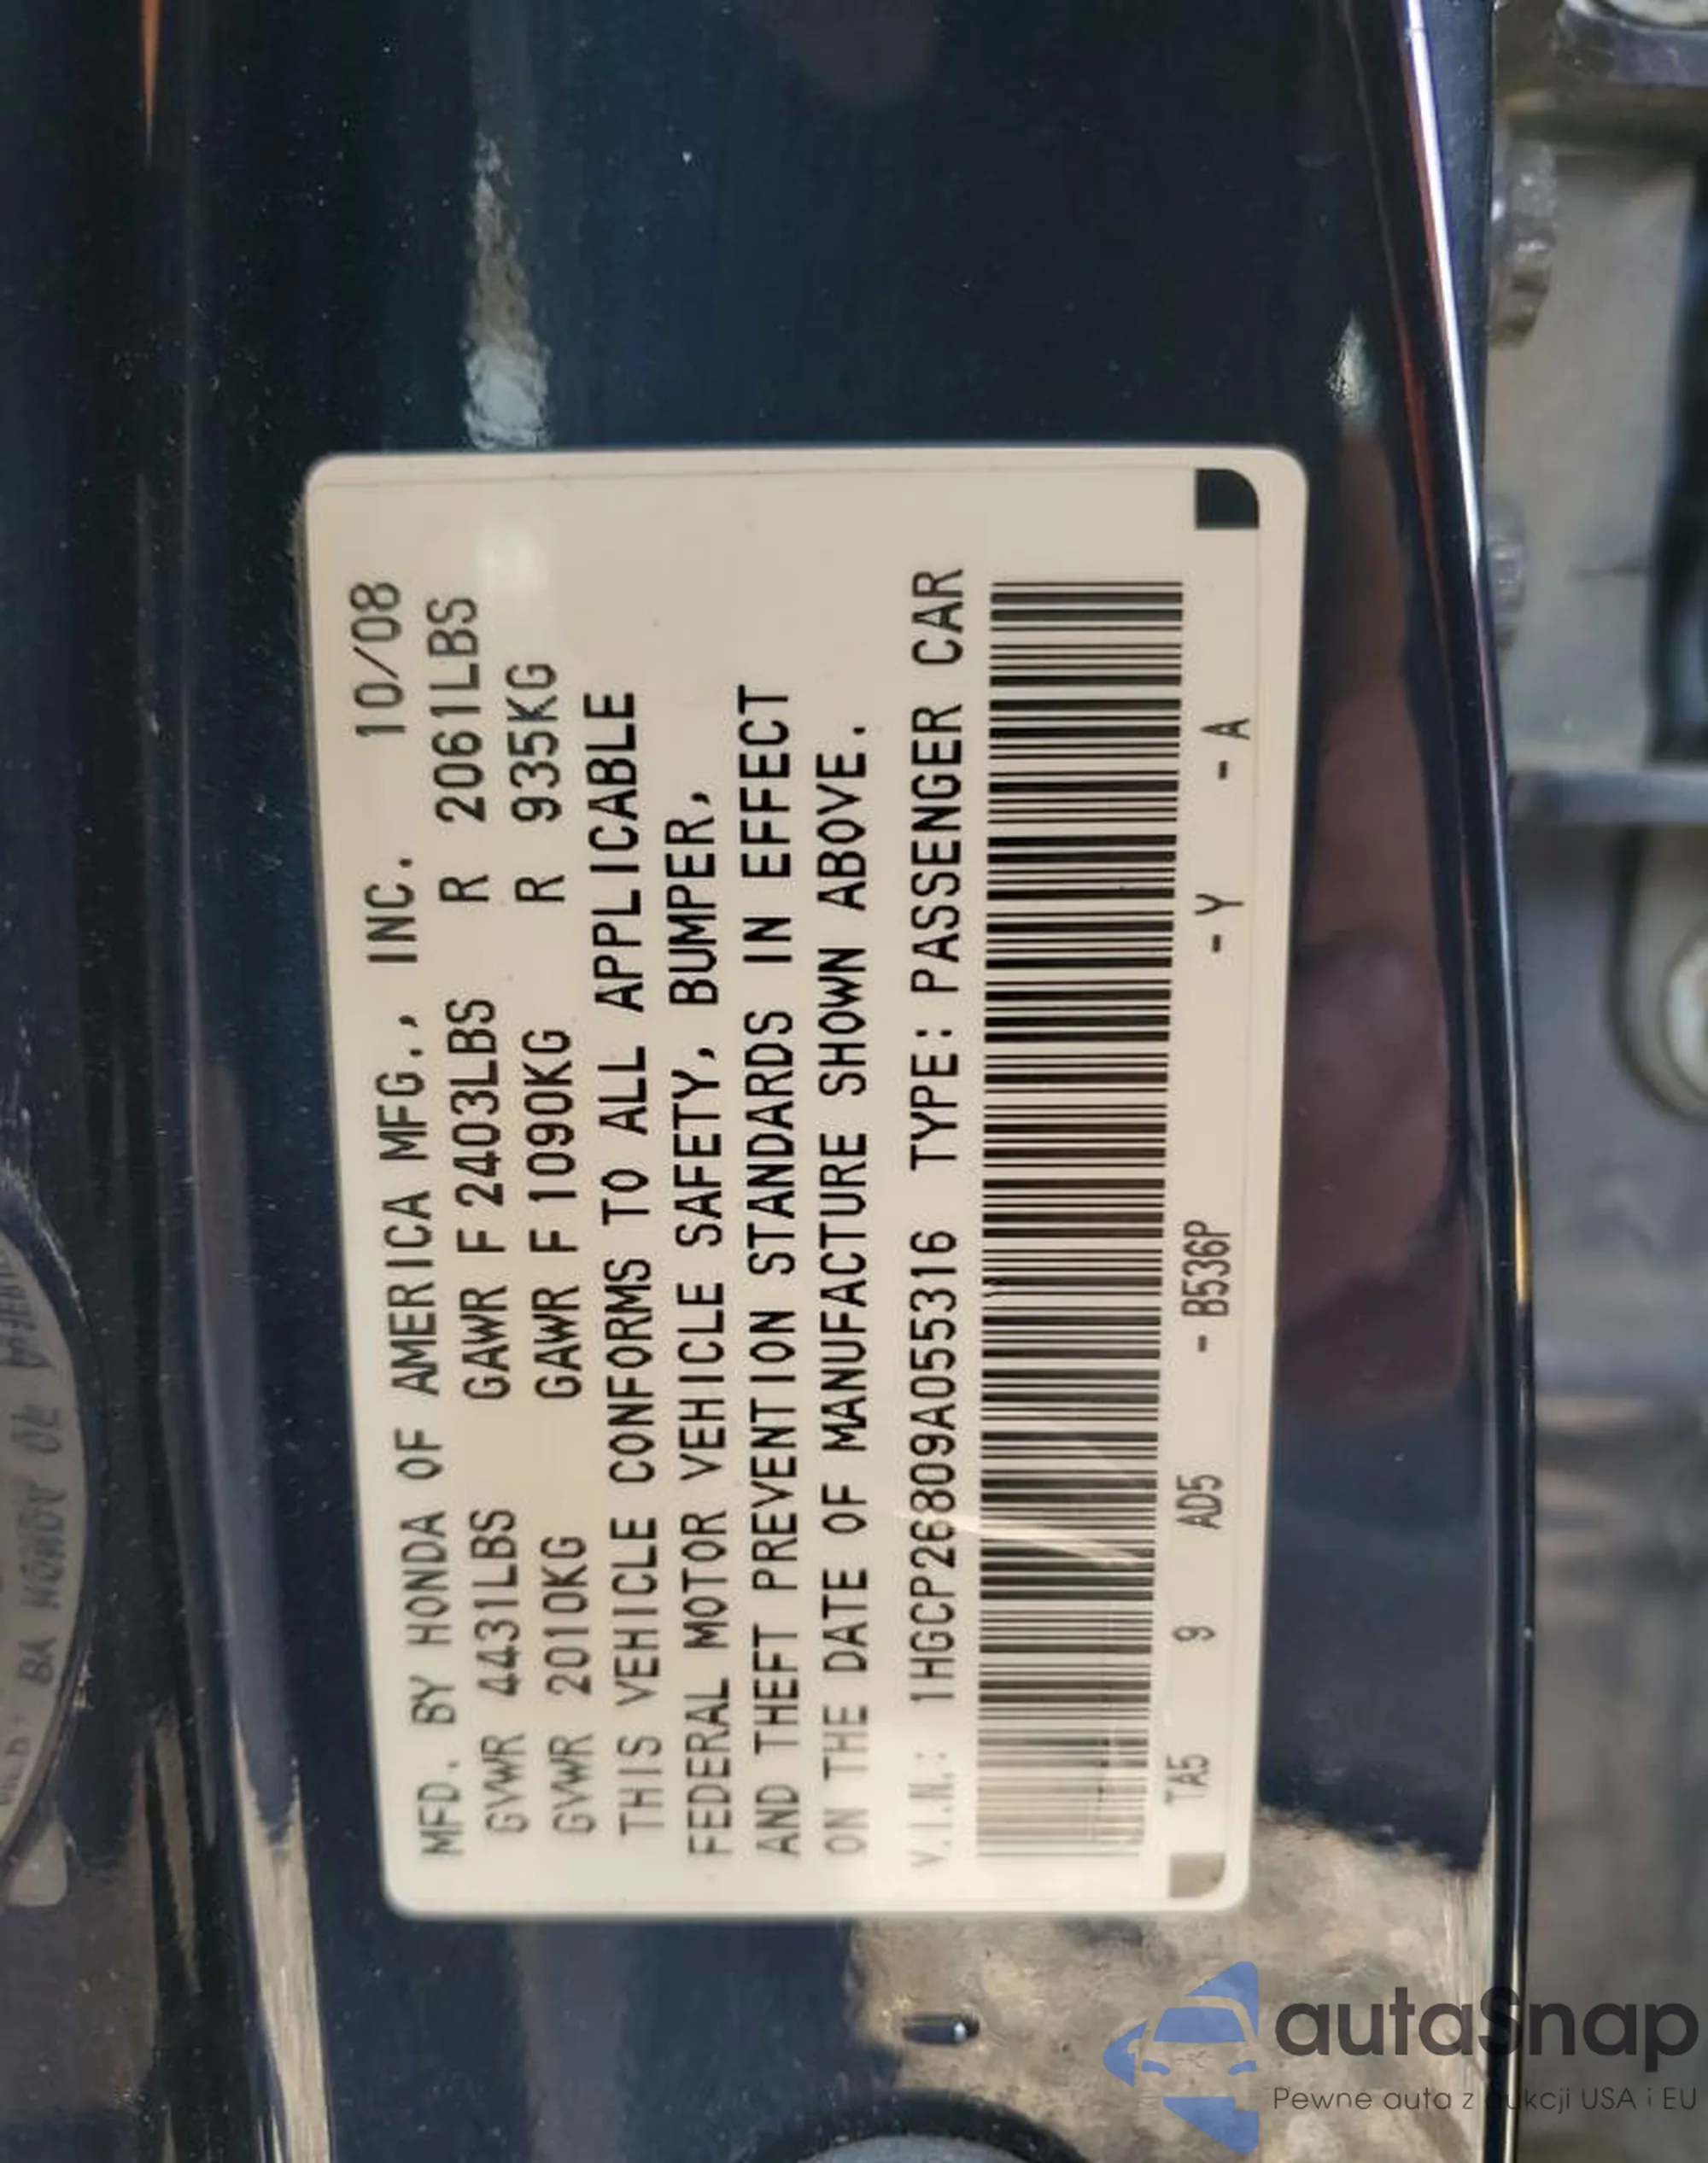 MFD. BY HONDA OF AMERICA MFG., INC. 10/08
GVWR 4431LBS GAWR F 2403LBS R 2061LBS
GVWR 2010KG GAWR F 1090KG R 935KG
THIS VEHICLE CONFORMS TO ALL APPLICABLE
FEDERAL MOTOR VEHICLE SAFETY, BUMPER,
AND THEFT PREVENTION STANDARDS IN EFFECT
ON THE DATE OF MANUFACTURE SHOWN ABOVE.
V.I.N.: 1HGCP26809A055316 TYPE: PASSENGER CAR
TA5 9 AD5 - B536P - Y - A
autaSnap
Pewne auta z aukcji USA i EU